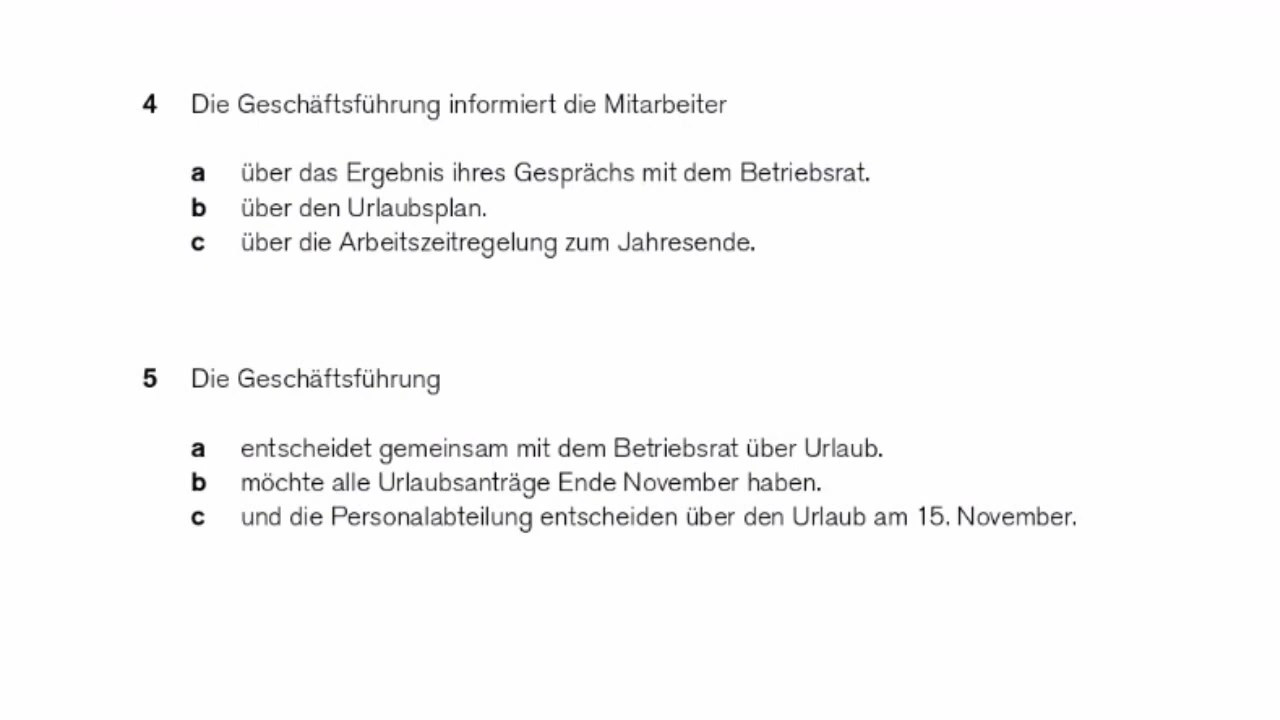 4 Die Geschäftsführung informiert die Mitarbeiter
a über das Ergebnis ihres Gesprächs mit dem Betriebsrat.
b über den Urlaubsplan.
c über die Arbeitszeitregelung zum Jahresende.
5 Die Geschäftsführung
a entscheidet gemeinsam mit dem Betriebsrat über Urlaub.
b möchte alle Urlaubsanträge Ende November haben.
c und die Personalabteilung entscheiden über den Urlaub am 15. November.